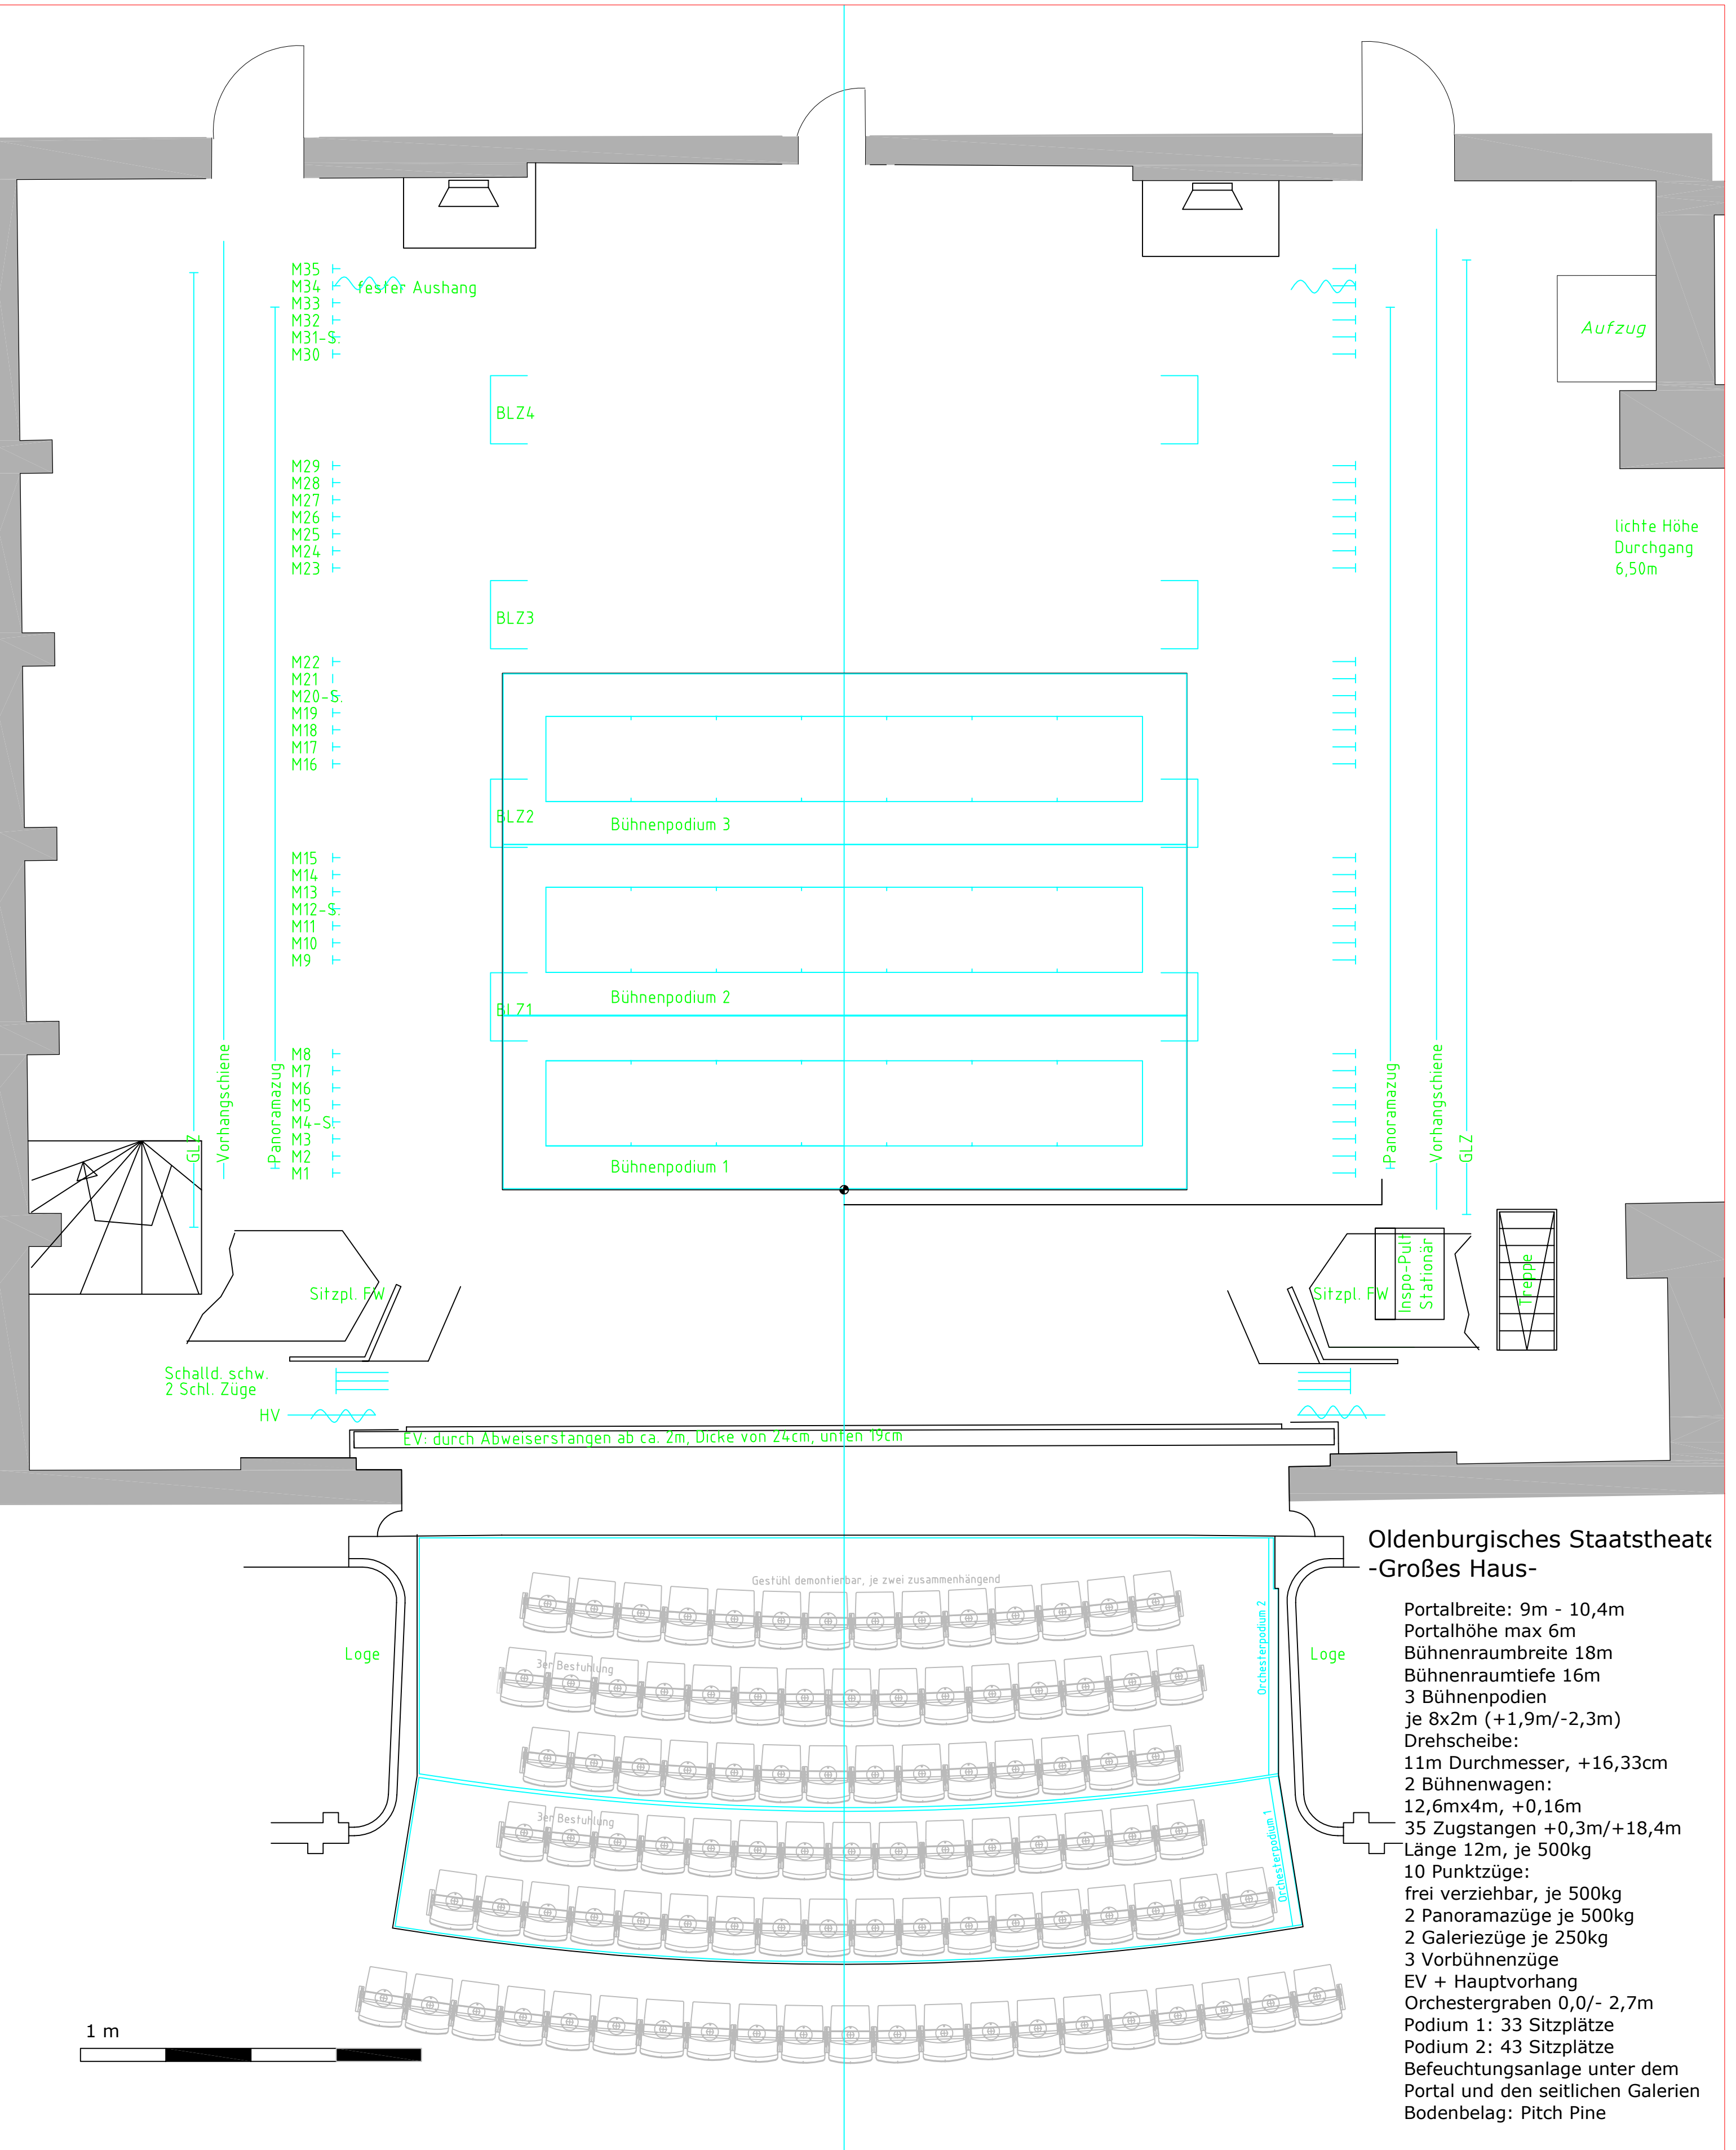 M35
M34
fester Aushang
M33
M32
M31-S.
M30
Aufzug
BLZ4
M29
M28
M27
M26
M25
M24
M23
lichte Höhe
Durchgang
6,50m
BLZ3
M22
M21
M20-S.
M19
M18
M17
M16
BLZ2
Bühnenpodium 3
M15
M14
M13
M12-S.
M11
M10
M9
BLZ1
Bühnenpodium 2
M8
M7
M6
M5
M4-S.
M3
M2
M1
Bühnenpodium 1
GLZ
Vorhangschiene
Panoramazug
Panoramazug
Vorhangschiene
GLZ
Sitzpl. FW
Sitzpl. FW
Inspo-Pult
Stationär
Treppe
Schalld. schw.
2 Schl. Züge
HV
EV: durch Abweiserstangen ab ca. 2m, Dicke von 24cm, unten 19cm
Gestühl demontierbar, je zwei zusammenhängend
Orchesterpodium 2
Loge
3er Bestuhlung
Loge
3er Bestuhlung
Orchesterpodium 1
1 m
Oldenburgisches Staatstheate
-Großes Haus-
Portalbreite: 9m - 10,4m
Portalhöhe max 6m
Bühnenraumbreite 18m
Bühnenraumtiefe 16m
3 Bühnenpodien
je 8x2m (+1,9m/-2,3m)
Drehscheibe:
11m Durchmesser, +16,33cm
2 Bühnenwagen:
12,6mx4m, +0,16m
35 Zugstangen +0,3m/+18,4m
Länge 12m, je 500kg
10 Punktzüge:
frei verziehbar, je 500kg
2 Panoramazüge je 500kg
2 Galeriezüge je 250kg
3 Vorbühnenzüge
EV + Hauptvorhang
Orchestergraben 0,0/- 2,7m
Podium 1: 33 Sitzplätze
Podium 2: 43 Sitzplätze
Befeuchtungsanlage unter dem
Portal und den seitlichen Galerien
Bodenbelag: Pitch Pine